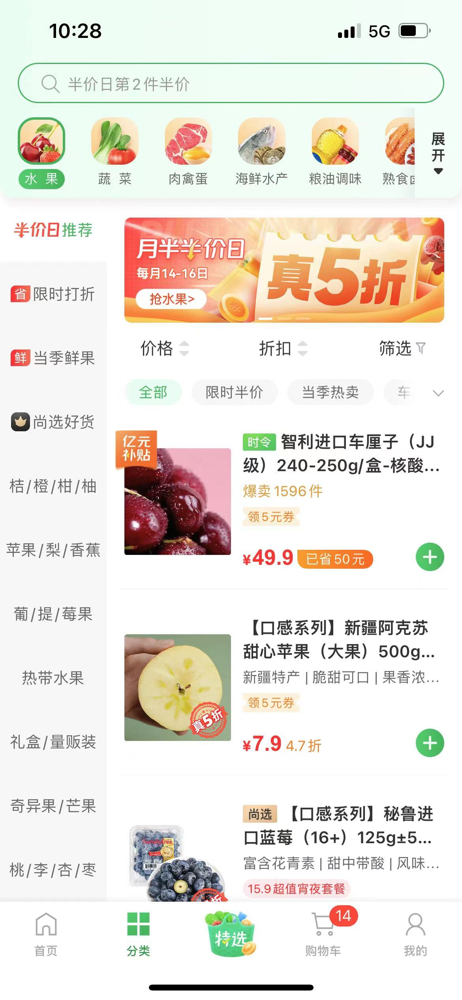 10:28
5G
半价日第2件半价
水果
蔬菜
肉禽蛋
海鲜水产
粮油调味
熟食
展开
半价日推荐
省 限时打折
鲜 当季鲜果
尚选好货
桔/橙/柑/柚
苹果/梨/香蕉
葡/提/莓果
热带水果
礼盒/量贩装
奇异果/芒果
桃/李/杏/枣
月半半价日
每月14-16日
抢水果>
真5折
价格
折扣
筛选
全部
限时半价
当季热卖
车
亿元
补贴
时令 智利进口车厘子（JJ
级）240-250g/盒-核酸...
爆卖1596件
领5元券
¥49.9 已省50元
【口感系列】新疆阿克苏
甜心苹果（大果）500g...
新疆特产 | 脆甜可口 | 果香浓...
领5元券
真5折
¥7.9 4.7折
尚选 【口感系列】秘鲁进
口蓝莓（16+）125g±5...
富含花青素 | 甜中带酸 | 风味...
15.9超值宵夜套餐
Familytree
首页
分类
特选
14
购物车
我的